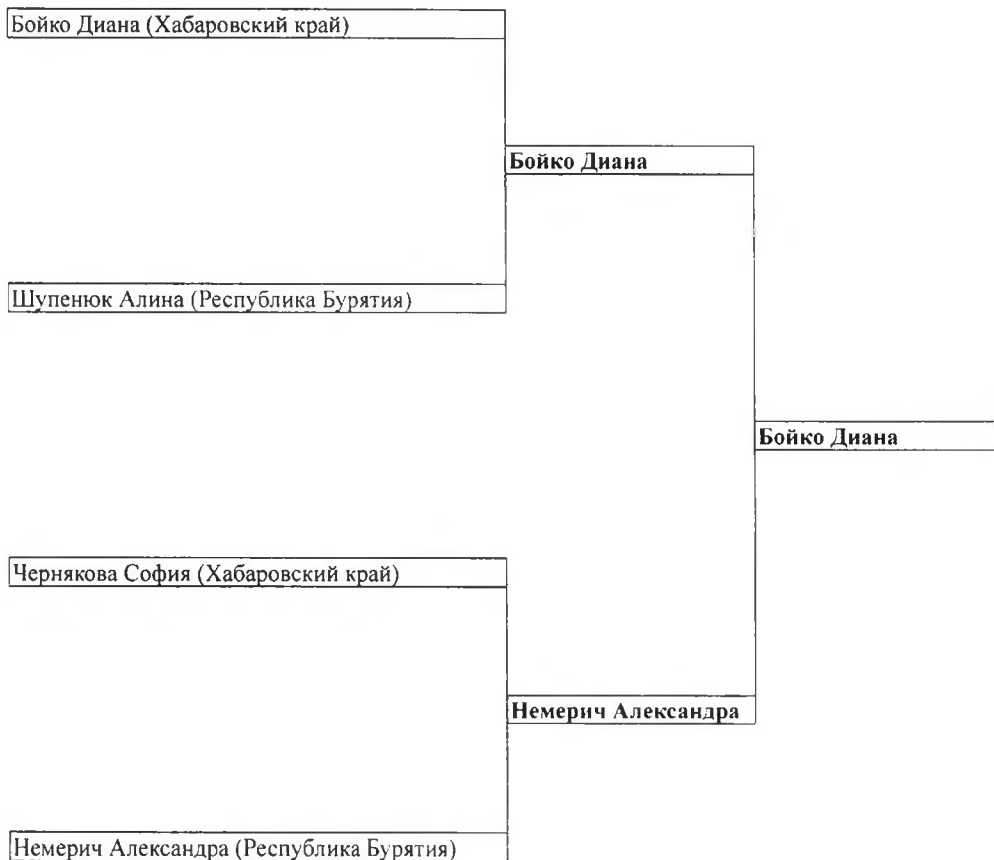 Бойко Диана (Хабаровский край)
Бойко Диана
Шупенюк Алина (Республика Бурятия)
Бойко Диана
Чернякова София (Хабаровский край)
Немерич Александра
Немерич Александра (Республика Бурятия)